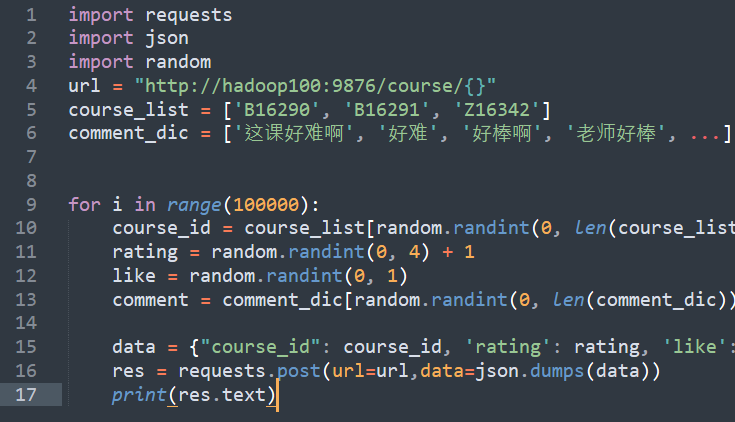 1 import requests
2 import json
3 import random
4 url = "http://hadoop100:9876/course/{}"
5 course_list = ['B16290', 'B16291', 'Z16342']
6 comment_dic = ['这课好难啊', '好难', '好棒啊', '老师好棒', ...]
7
8
9 for i in range(100000):
10 course_id = course_list[random.randint(0, len(course_list
11 rating = random.randint(0, 4) + 1
12 like = random.randint(0, 1)
13 comment = comment_dic[random.randint(0, len(comment_dic))
14
15 data = {"course_id": course_id, 'rating': rating, 'like':
16 res = requests.post(url=url,data=json.dumps(data))
17 print(res.text)